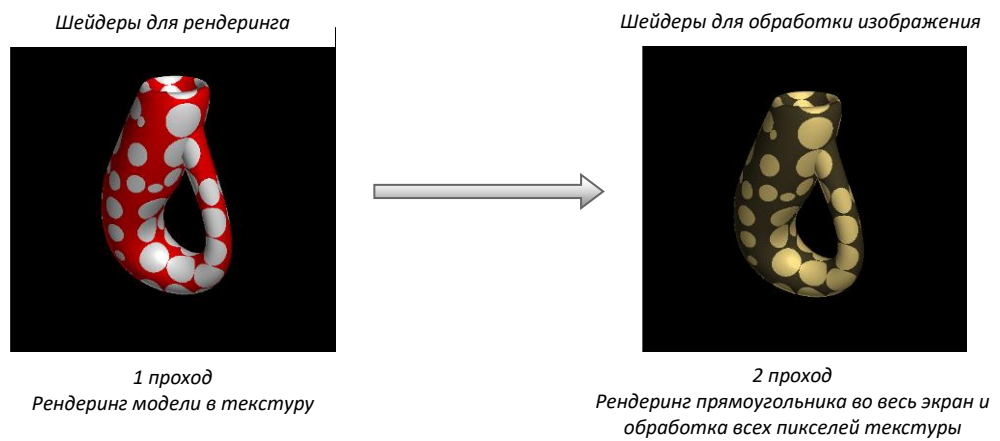 Шейдеры для рендеринга
Шейдеры для обработки изображения
1 проход
Рендеринг модели в текстуру
2 проход
Рендеринг прямоугольника во весь экран и
обработка всех пикселей текстуры